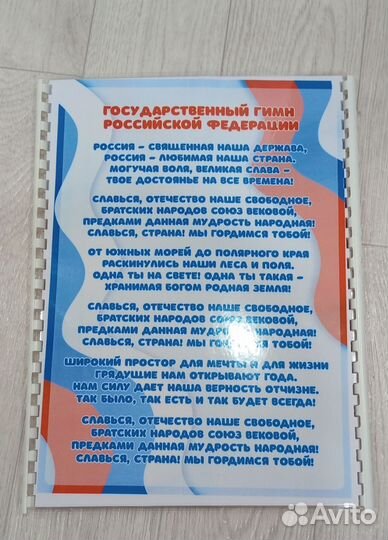 ГОСУДАРСТВЕННЫЙ ГИМН
РОССИЙСКОЙ ФЕДЕРАЦИИ
РОССИЯ – СВЯЩЕННАЯ НАША ДЕРЖАВА,
РОССИЯ – ЛЮБИМАЯ НАША СТРАНА.
МОГУЧАЯ ВОЛЯ, ВЕЛИКАЯ СЛАВА –
ТВОЕ ДОСТОЯНЬЕ НА ВСЕ ВРЕМЕНА!
СЛАВЬСЯ, ОТЕЧЕСТВО НАШЕ СВОБОДНОЕ,
БРАТСКИХ НАРОДОВ СОЮЗ ВЕКОВОЙ,
ПРЕДКАМИ ДАННАЯ МУДРОСТЬ НАРОДНАЯ!
СЛАВЬСЯ, СТРАНА! МЫ ГОРДИМСЯ ТОБОЙ!
ОТ ЮЖНЫХ МОРЕЙ ДО ПОЛЯРНОГО КРАЯ
РАСКИНУЛИСЬ НАШИ ЛЕСА И ПОЛЯ.
ОДНА ТЫ НА СВЕТЕ! ОДНА ТЫ ТАКАЯ –
ХРАНИМАЯ БОГОМ РОДНАЯ ЗЕМЛЯ!
СЛАВЬСЯ, ОТЕЧЕСТВО НАШЕ СВОБОДНОЕ,
БРАТСКИХ НАРОДОВ СОЮЗ ВЕКОВОЙ,
ПРЕДКАМИ ДАННАЯ МУДРОСТЬ НАРОДНАЯ!
СЛАВЬСЯ, СТРАНА! МЫ ГОРДИМСЯ ТОБОЙ!
ШИРОКИЙ ПРОСТОР ДЛЯ МЕЧТЫ И ДЛЯ ЖИЗНИ
ГРЯДУЩИЕ НАМ ОТКРЫВАЮТ ГОДА.
НАМ СИЛУ ДАЕТ НАША ВЕРНОСТЬ ОТЧИЗНЕ.
ТАК БЫЛО, ТАК ЕСТЬ И ТАК БУДЕТ ВСЕГДА!
СЛАВЬСЯ, ОТЕЧЕСТВО НАШЕ СВОБОДНОЕ,
БРАТСКИХ НАРОДОВ СОЮЗ ВЕКОВОЙ,
ПРЕДКАМИ ДАННАЯ МУДРОСТЬ НАРОДНАЯ!
СЛАВЬСЯ, СТРАНА! МЫ ГОРДИМСЯ ТОБОЙ!
Avito